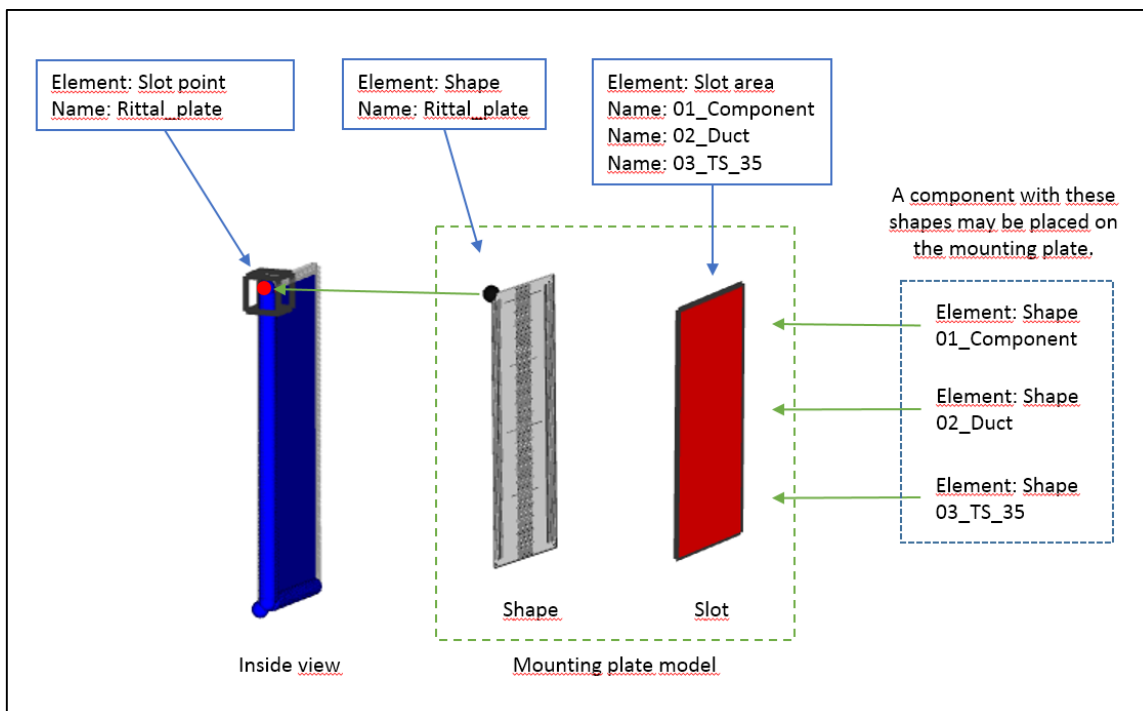 Element: Slot point
Name: Rittal_plate
Element: Shape
Name: Rittal_plate
Element: Slot area
Name: 01_Component
Name: 02_Duct
Name: 03_TS_35
A component with these
shapes may be placed on
the mounting plate.
Element: Shape
01_Component
Element: Shape
02_Duct
Element: Shape
03_TS_35
Shape
Slot
Inside view
Mounting plate model